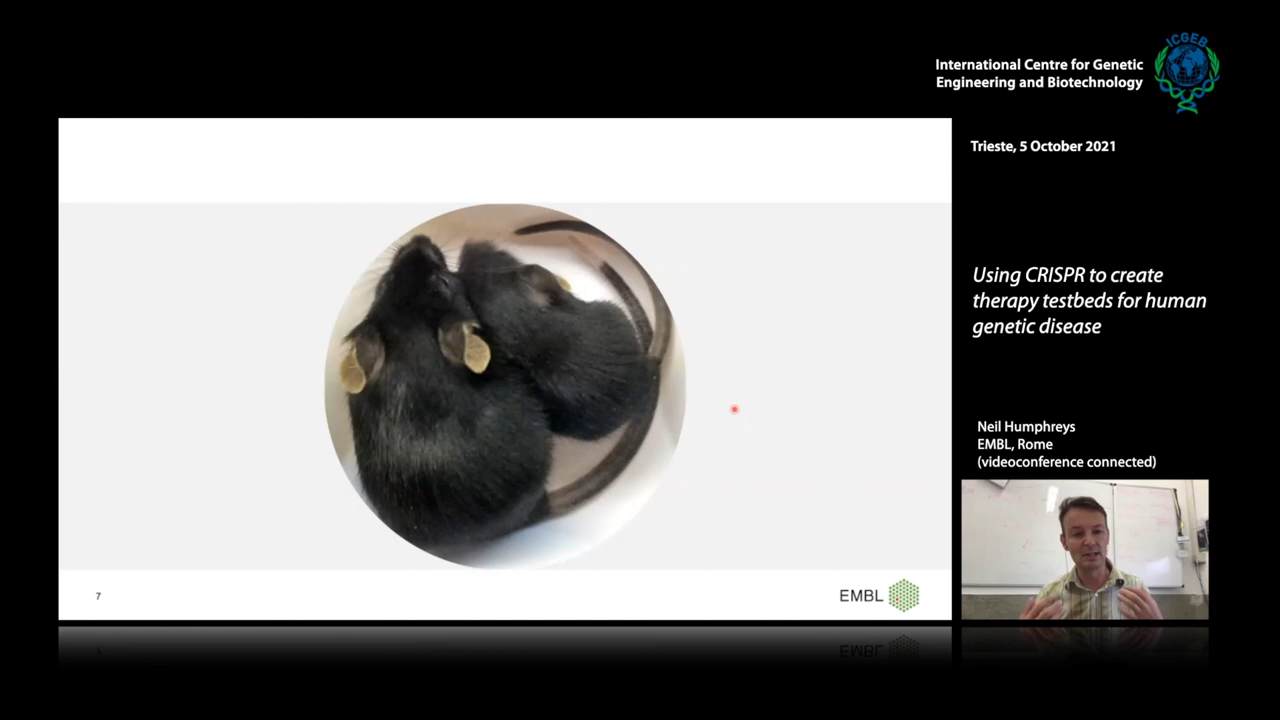 ICGEB
International Centre for Genetic
Engineering and Biotechnology
Trieste, 5 October 2021
Using CRISPR to create
therapy testbeds for human
genetic disease
Neil Humphreys
EMBL, Rome
(videoconference connected)
7
EMBL